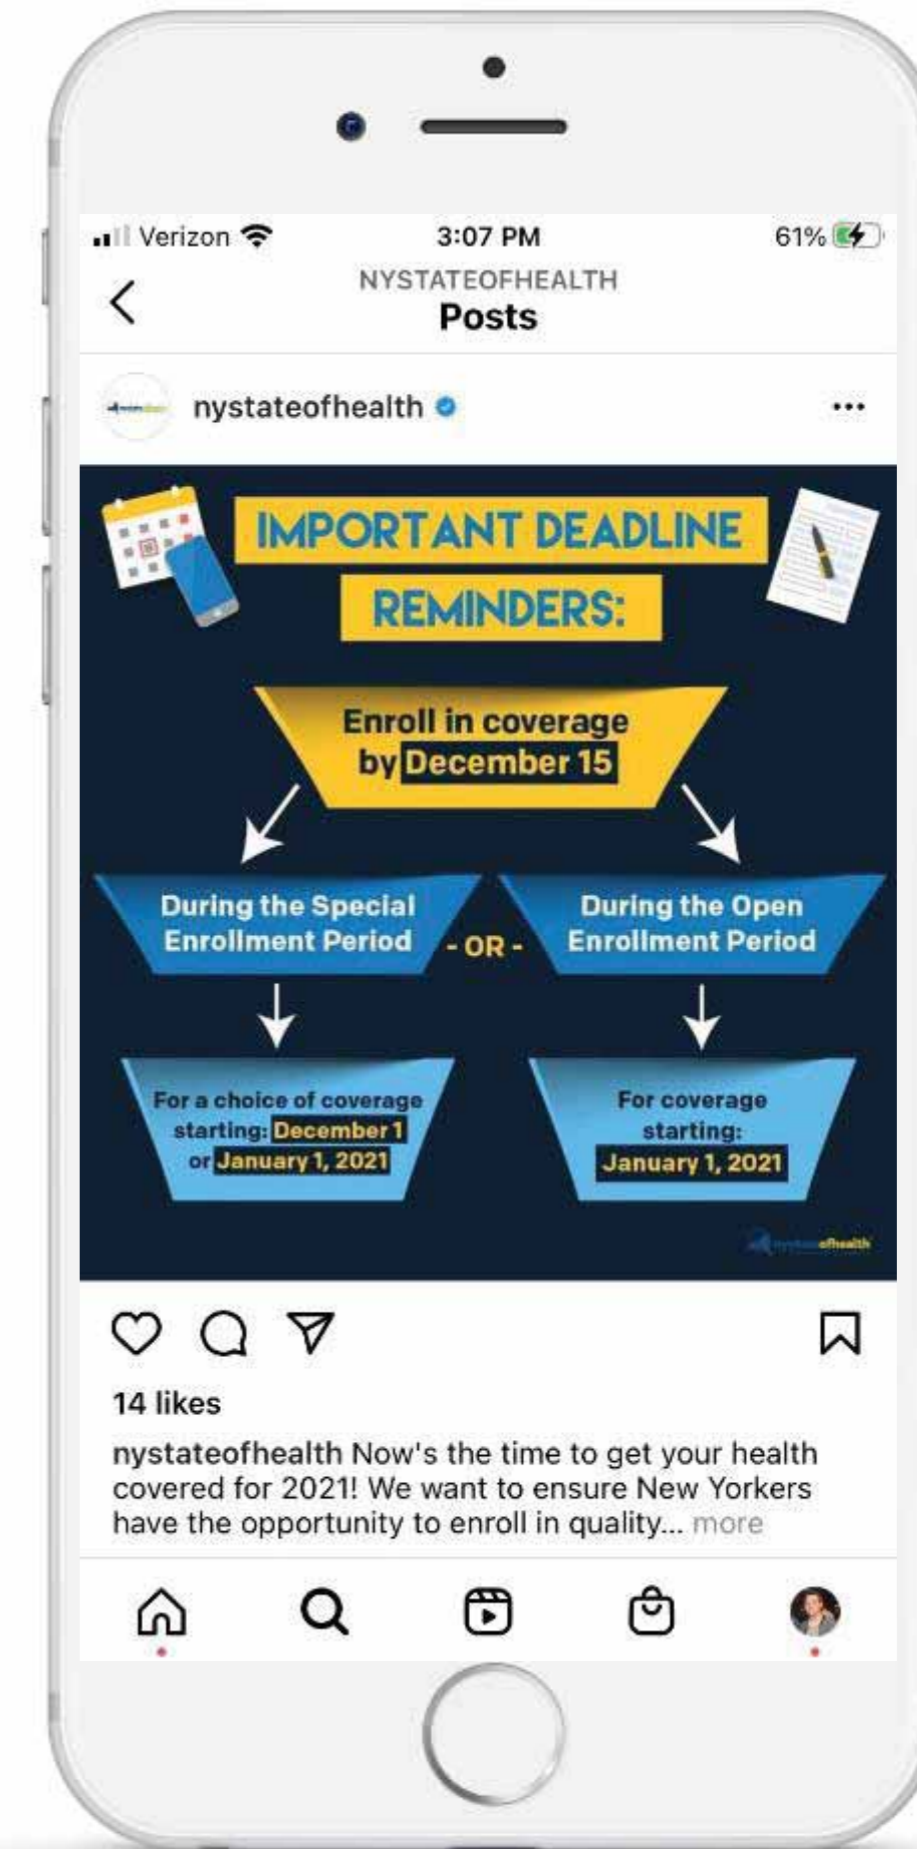 Verizon 3:07 PM 61%
NYSTATEOFHEALTH
Posts
nystateofhealth
IMPORTANT DEADLINE
REMINDERS:
Enroll in coverage
by December 15
During the Special
Enrollment Period
- OR -
During the Open
Enrollment Period
For a choice of coverage
starting: December 1
or January 1, 2021
For coverage
starting:
January 1, 2021
nystateofhealth
14 likes
nystateofhealth Now's the time to get your health
covered for 2021! We want to ensure New Yorkers
have the opportunity to enroll in quality... more